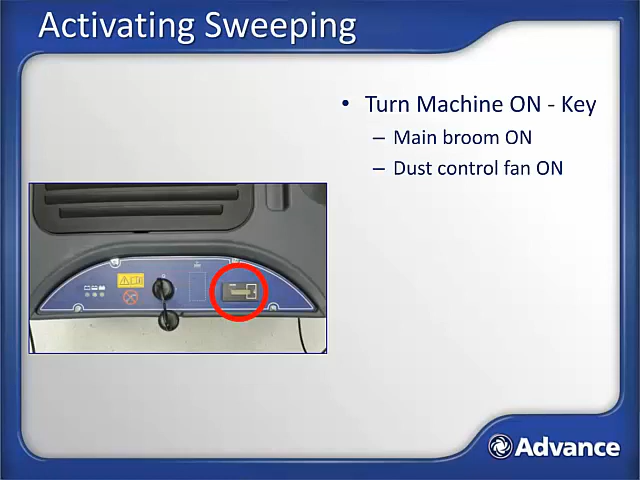 Activating Sweeping
• Turn Machine ON - Key
– Main broom ON
– Dust control fan ON
Advance